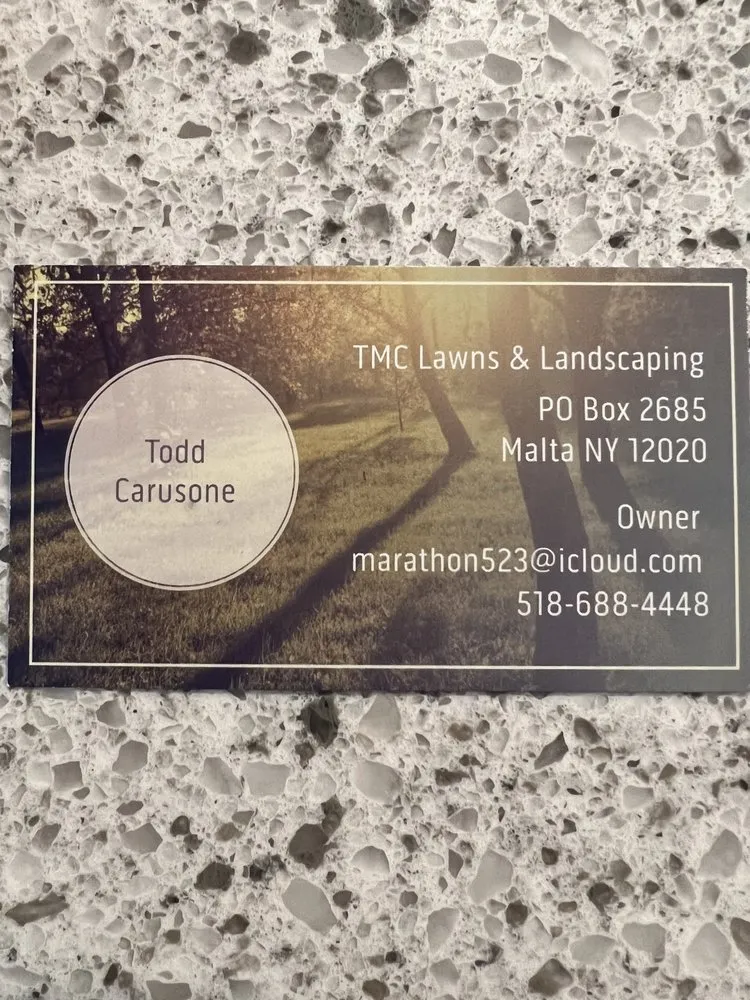 Todd
Carusone
TMC Lawns & Landscaping
PO Box 2685
Malta NY 12020
Owner
marathon523@icloud.com
518-688-4448